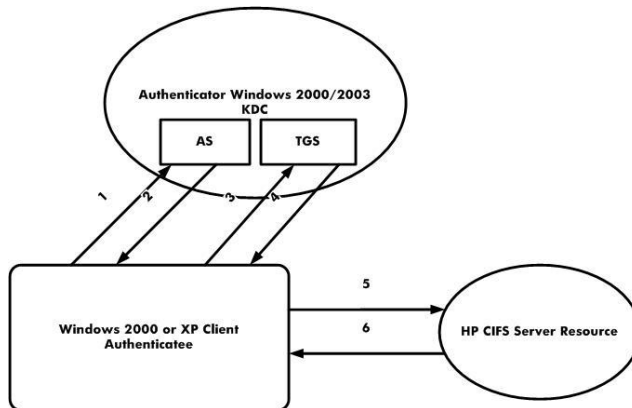 Authenticator Windows 2000/2003
KDC
AS
TGS
1
2
3
4
5
6
Windows 2000 or XP Client
Authenticatee
HP CIFS Server Resource